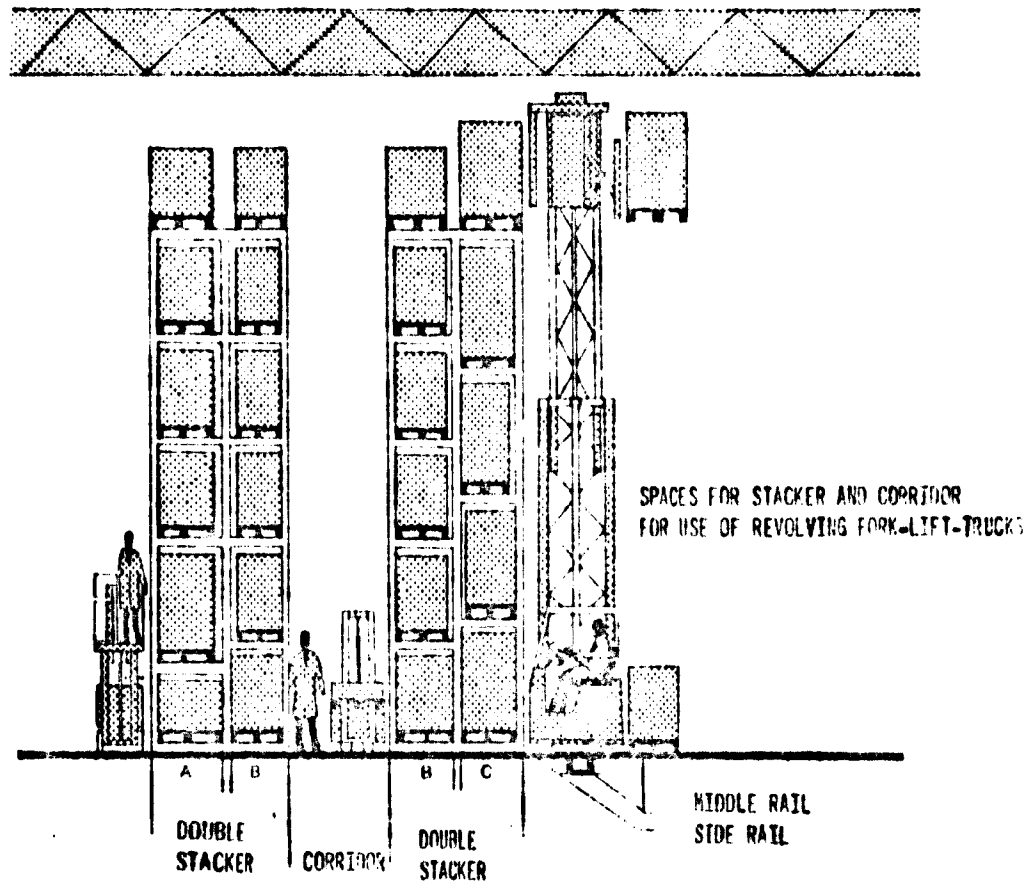 SPACES FOR STACKER AND CORRIDOR
FOR USE OF REVOLVING FORK-LIFT-TRUCKS
A B B C
MIDDLE RAIL
SIDE RAIL
DOUBLE
STACKER
CORRIDOR
DOUBLE
STACKER